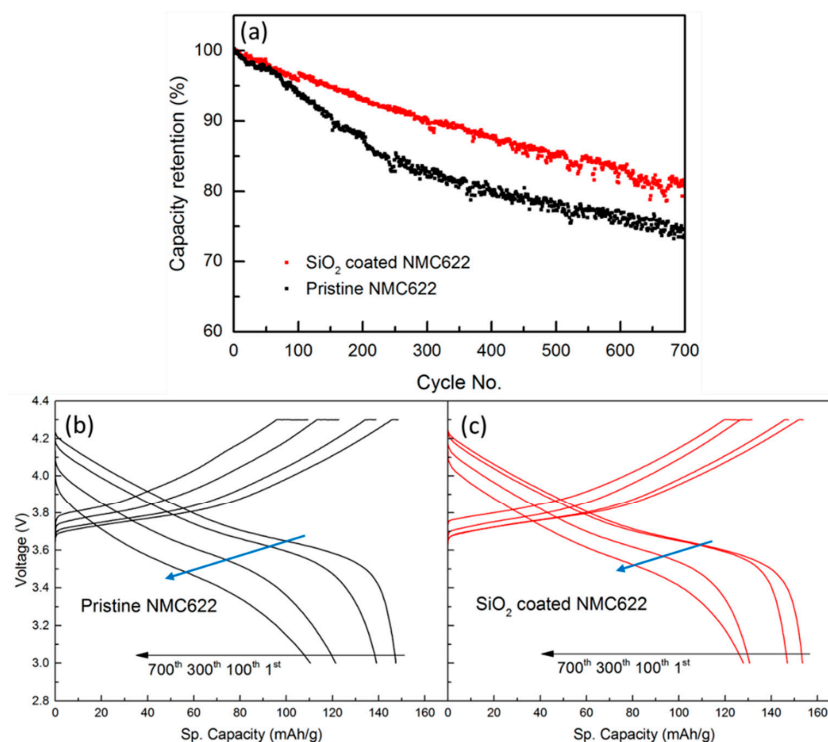 (a)
100
90
80
70
60
Capacity retention (%)
SiO₂ coated NMC622
Pristine NMC622
0 100 200 300 400 500 600 700
Cycle No.
4.4
4.2
4.0
3.8
3.6
3.4
3.2
3.0
2.8
Voltage (V)
(b)
Pristine NMC622
700th 300th 100th 1st
0 20 40 60 80 100 120 140 160
Sp. Capacity (mAh/g)
(c)
SiO₂ coated NMC622
700th 300th 100th 1st
0 20 40 60 80 100 120 140 160
Sp. Capacity (mAh/g)